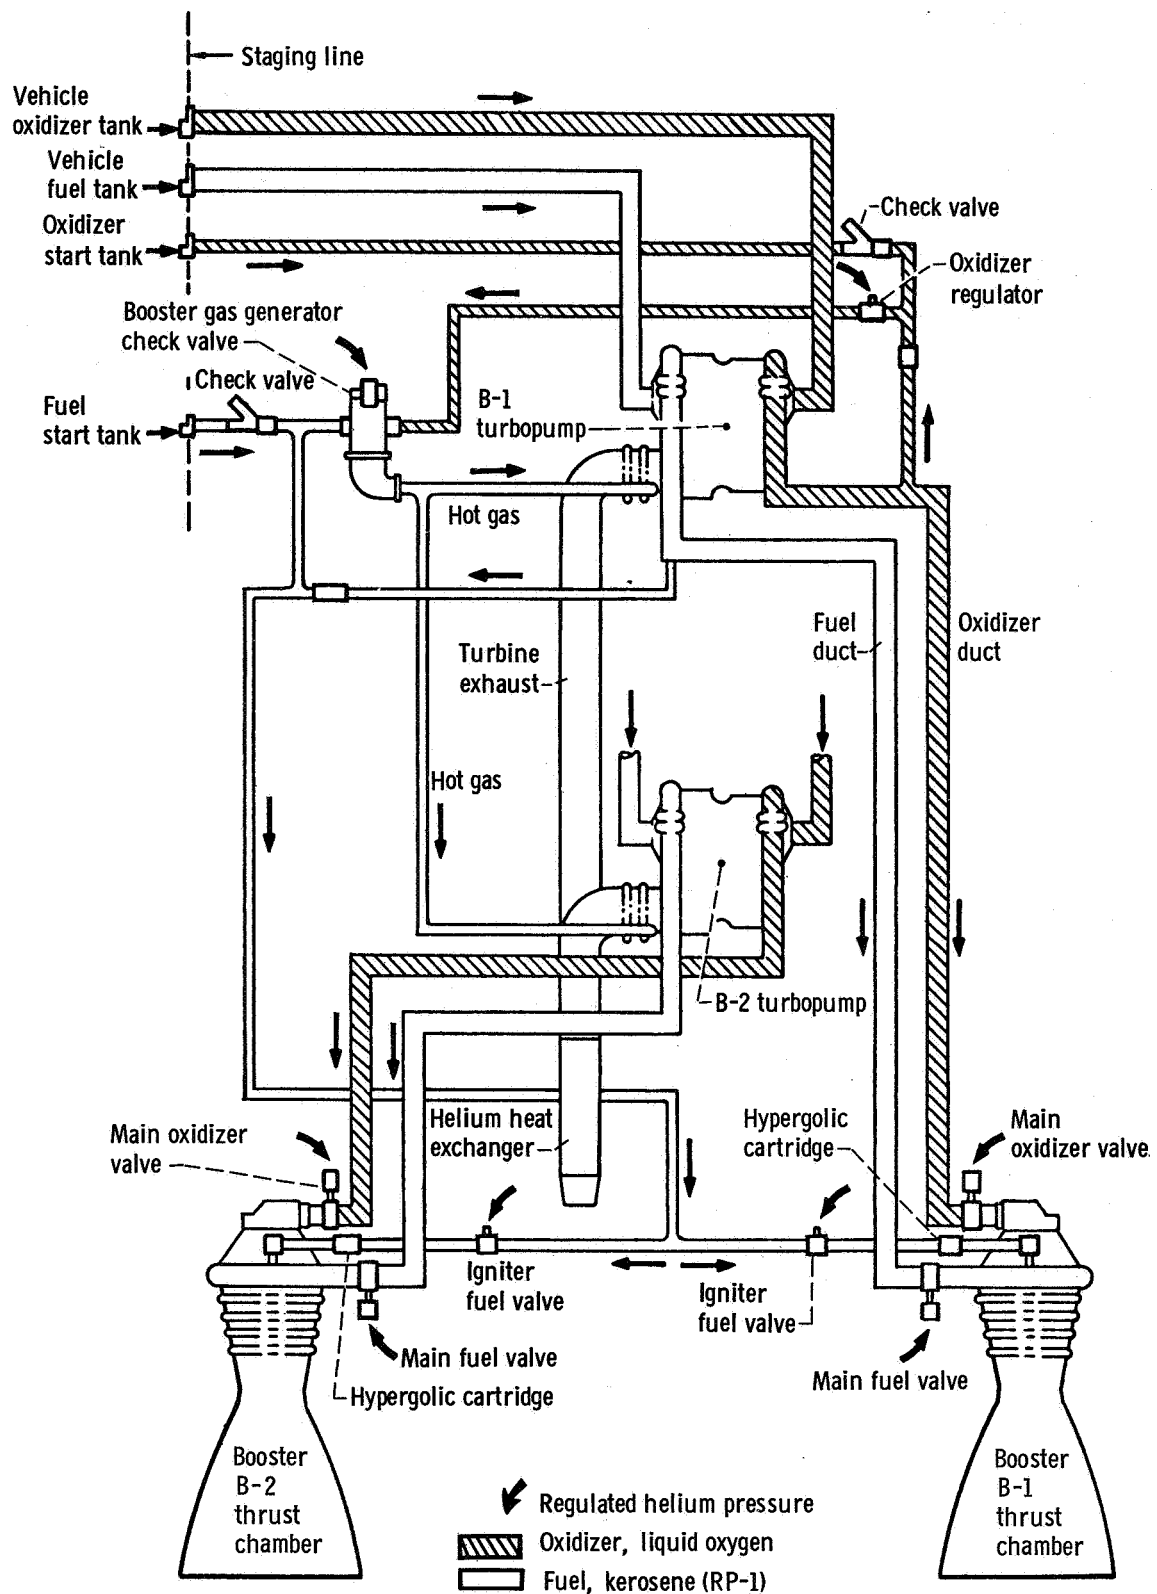 Staging line
Vehicle
oxidizer tank
Vehicle
fuel tank
Oxidizer
start tank
Check valve
Oxidizer
regulator
Booster gas generator
check valve
Check valve
Fuel
start tank
B-1
turbopump
Hot gas
Turbine
exhaust
Fuel
duct
Oxidizer
duct
Hot gas
B-2 turbopump
Main oxidizer
valve
Helium heat
exchanger
Hypergolic
cartridge
Main
oxidizer valve
Igniter
fuel valve
Igniter
fuel valve
Main fuel valve
Main fuel valve
Hypergolic cartridge
Booster
B-2
thrust
chamber
Booster
B-1
thrust
chamber
Regulated helium pressure
Oxidizer, liquid oxygen
Fuel, kerosene (RP-1)